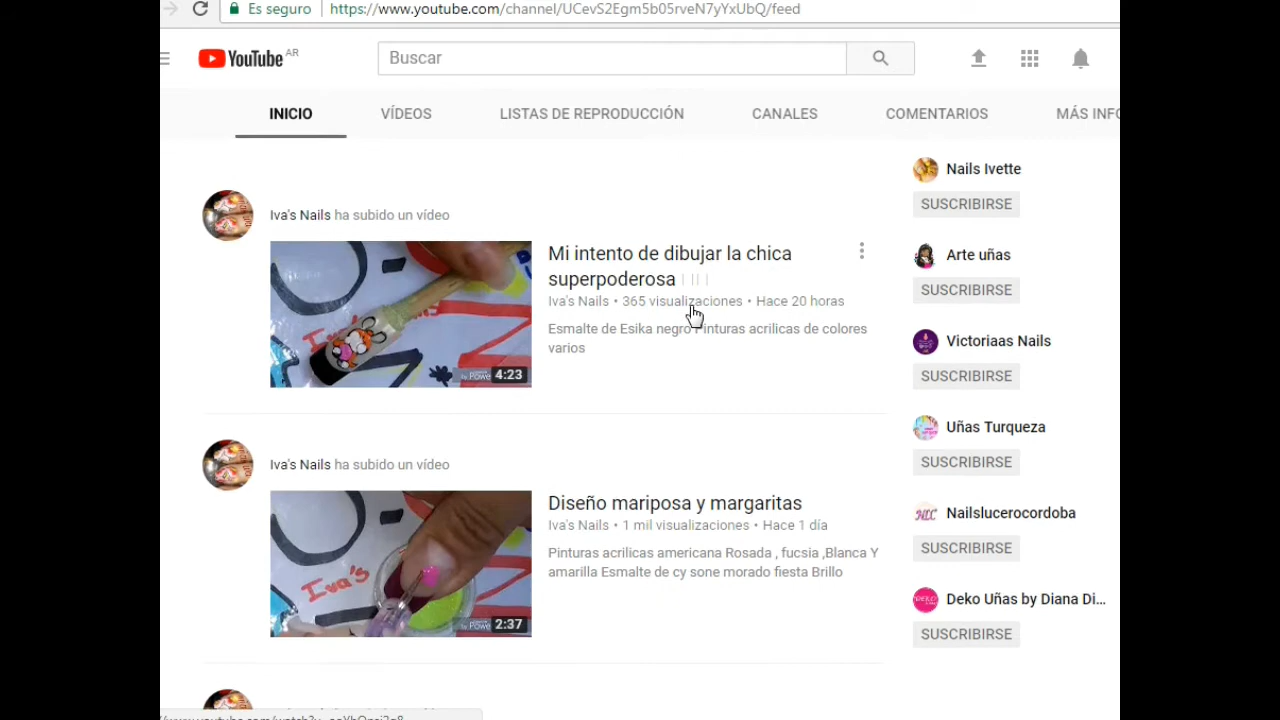 Es seguro
https://www.youtube.com/channel/UCevS2Egm5b05rveN7yYxUbQ/feed
YouTube AR
Buscar
INICIO
VÍDEOS
LISTAS DE REPRODUCCIÓN
CANALES
COMENTARIOS
MÁS INFO
Iva's Nails ha subido un vídeo
Mi intento de dibujar la chica
superpoderosa
Iva's Nails • 365 visualizaciones • Hace 20 horas
Esmalte de Esika negro Pinturas acrilicas de colores
varios
4:23
Iva's Nails ha subido un vídeo
Iva's
Diseño mariposa y margaritas
Iva's Nails • 1 mil visualizaciones • Hace 1 día
Pinturas acrilicas americana Rosada , fucsia ,Blanca Y
amarilla Esmalte de cy sone morado fiesta Brillo
2:37
Nails Ivette
SUSCRIBIRSE
Arte uñas
SUSCRIBIRSE
Victoriaas Nails
SUSCRIBIRSE
Uñas Turqueza
SUSCRIBIRSE
NLC
Nailslucerocordoba
SUSCRIBIRSE
DEKO
Deko Uñas by Diana Di...
SUSCRIBIRSE